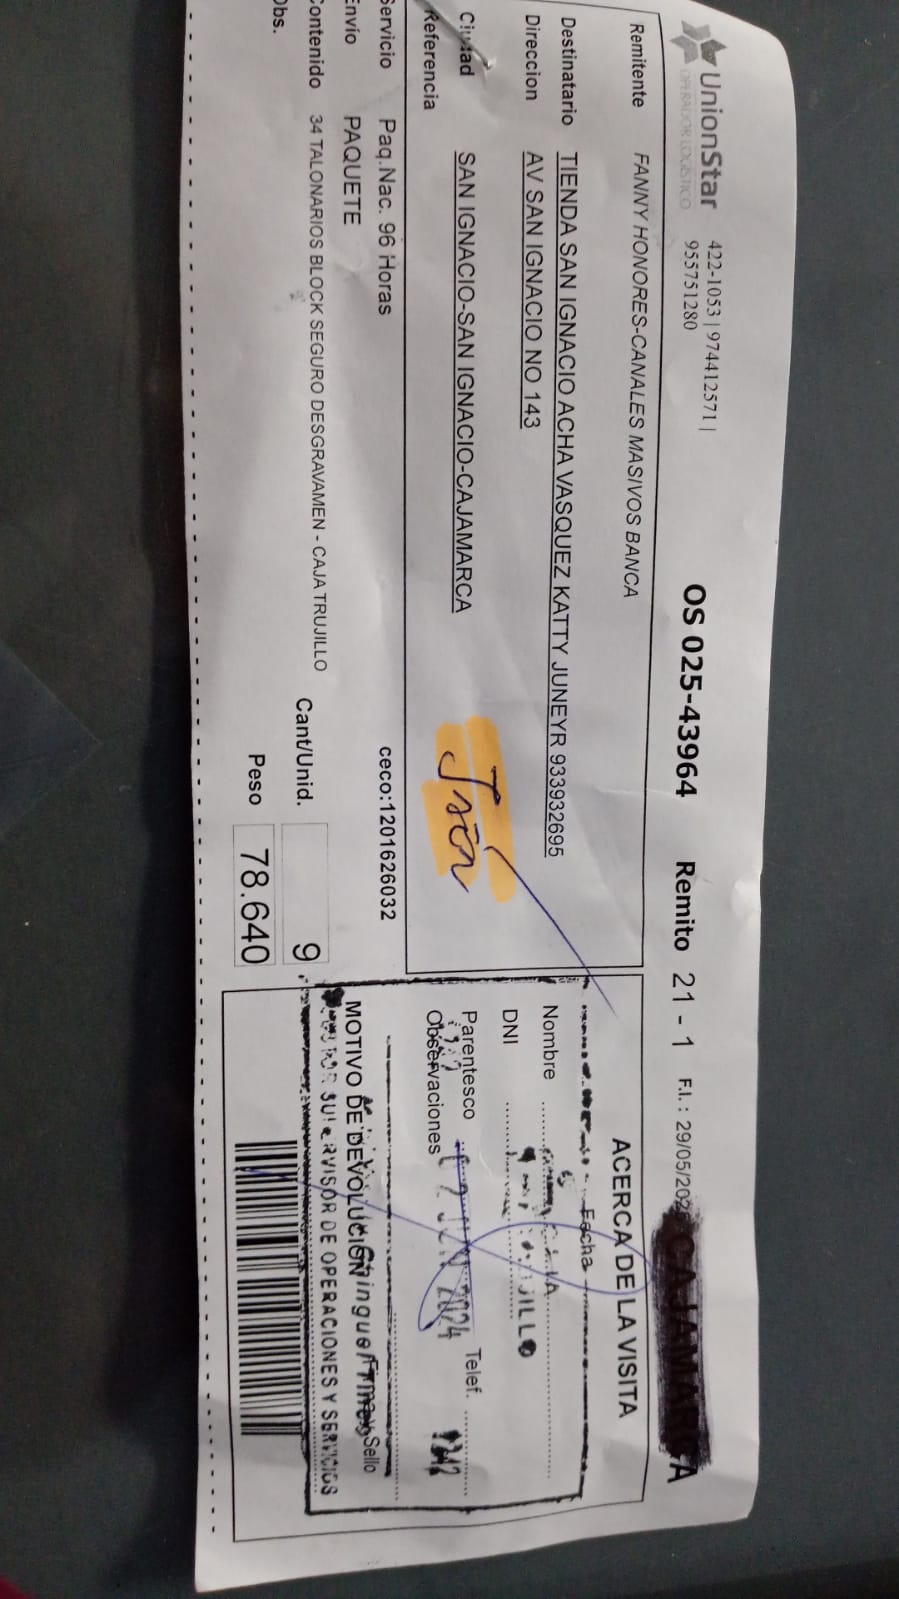 UnionStar
OPERADOR LOGÍSTICO
422-1053 | 974412571 |
955751280
OS 025-43964
Remito 21 - 1
F.I. : 29/05/202
CAJAMARCA
Remitente FANNY HONORES-CANALES MASIVOS BANCA
Destinatario TIENDA SAN IGNACIO ACHA VASQUEZ KATTY JUNEYR 933932695
Direccion AV SAN IGNACIO NO 143
Ciudad SAN IGNACIO-SAN IGNACIO-CAJAMARCA
Referencia
Servicio Paq.Nac. 96 Horas
ceco:1201626032
Envío PAQUETE
Contenido 34 TALONARIOS BLOCK SEGURO DESGRAVAMEN - CAJA TRUJILLO
Cant/Unid. 9
Obs.
Peso 78.640
ACERCA DE LA VISITA
Fecha
Nombre
DNI
Parentesco
Telef.
Observaciones
2024
MOTIVO DE DEVOLUCIÓN
Sello
SUPERVISOR DE OPERACIONES Y SERVICIOS